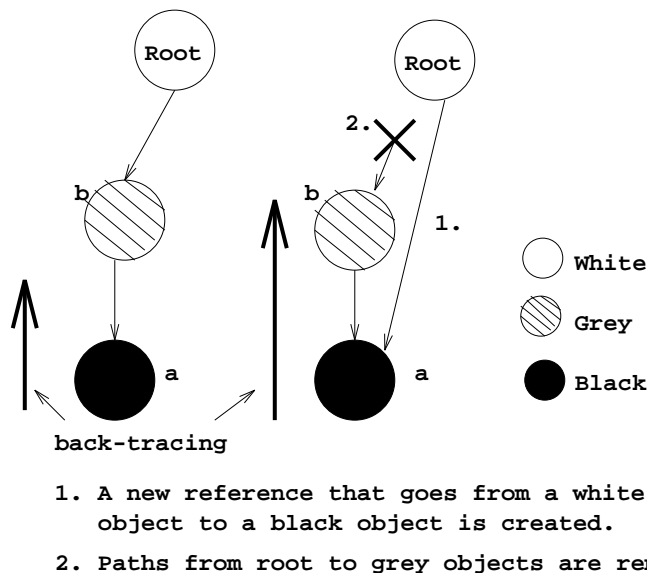 Root
Root
2.
b
b
1.
White
Grey
a
a
Black
back-tracing
1. A new reference that goes from a white
object to a black object is created.
2. Paths from root to grey objects are